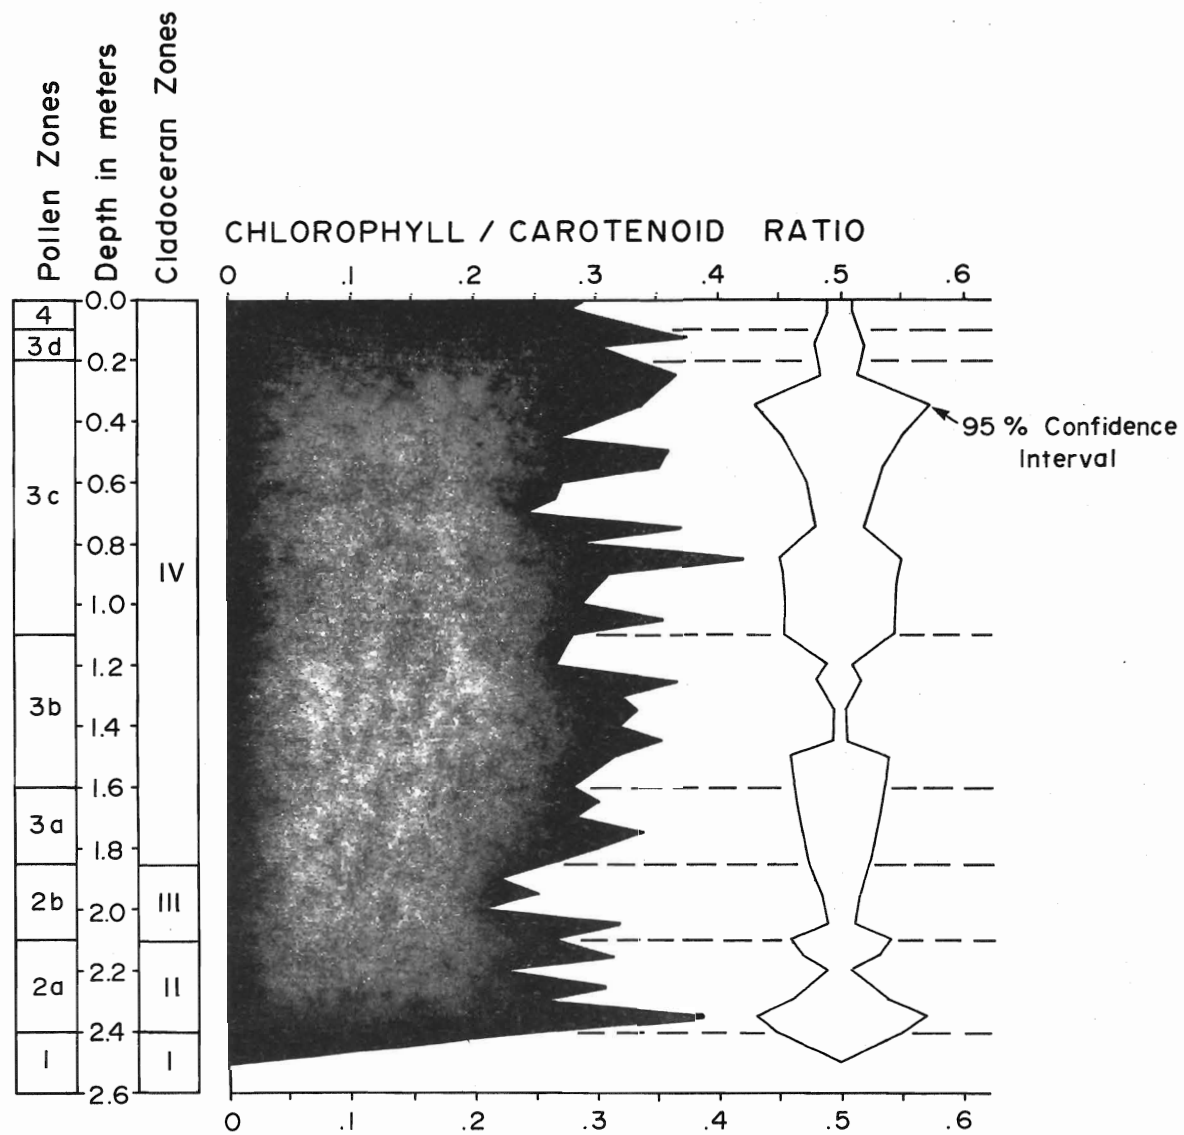 Pollen Zones
Depth in meters
Cladoceran Zones
CHLOROPHYLL / CAROTENOID RATIO
0 .1 .2 .3 .4 .5 .6
0.0
0.2
0.4
0.6
0.8
1.0
1.2
1.4
1.6
1.8
2.0
2.2
2.4
2.6
4
3d
3c
3b
3a
2b
2a
1
IV
III
II
I
95% Confidence
Interval
0 .1 .2 .3 .4 .5 .6